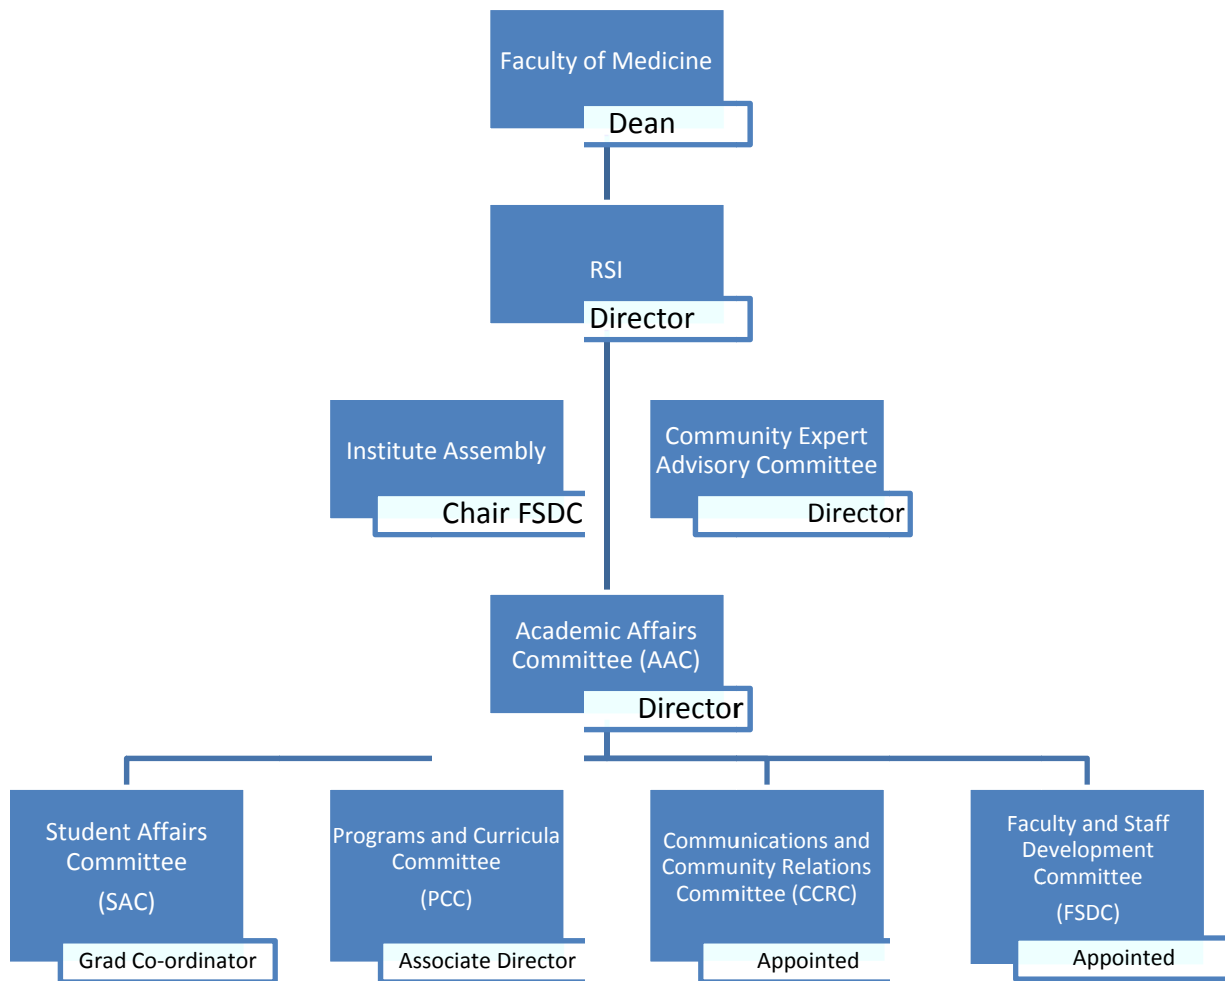 Faculty of Medicine
Dean
RSI
Director
Institute Assembly
Chair FSDC
Community Expert
Advisory Committee
Director
Academic Affairs
Committee (AAC)
Director
Student Affairs
Committee
(SAC)
Grad Co-ordinator
Programs and Curricula
Committee
(PCC)
Associate Director
Communications and
Community Relations
Committee (CCRC)
Appointed
Faculty and Staff
Development
Committee
(FSDC)
Appointed